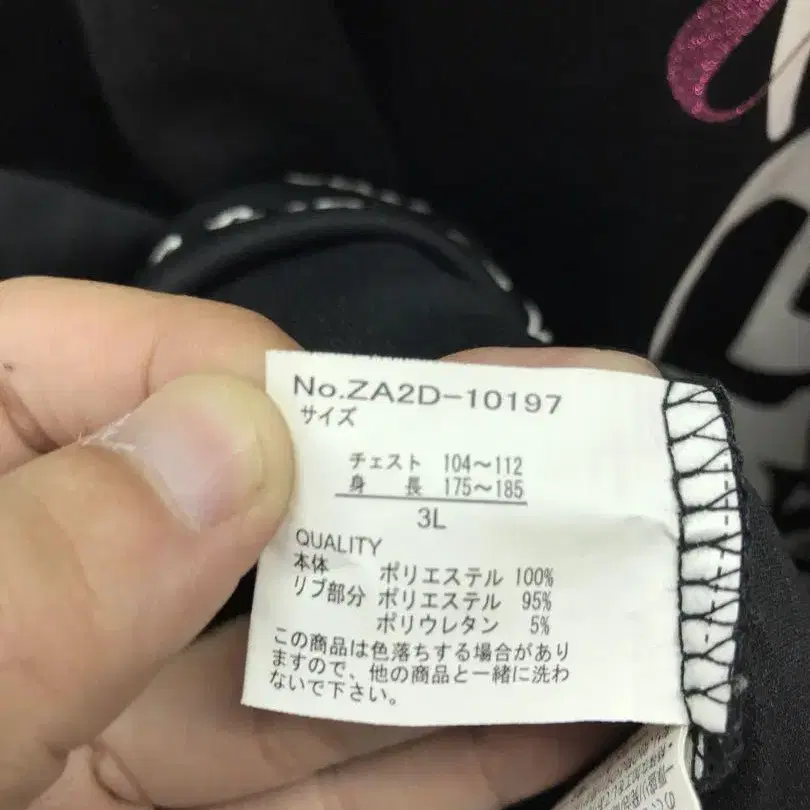 No.ZA2D-10197
サイズ
チェスト 104～112
身 長 175～185
3L
QUALITY
本体 ポリエステル 100%
リブ部分 ポリエステル 95%
ポリウレタン 5%
この商品は色落ちする場合があり
ますので、他の商品と一緒に洗わ
ないで下さい。